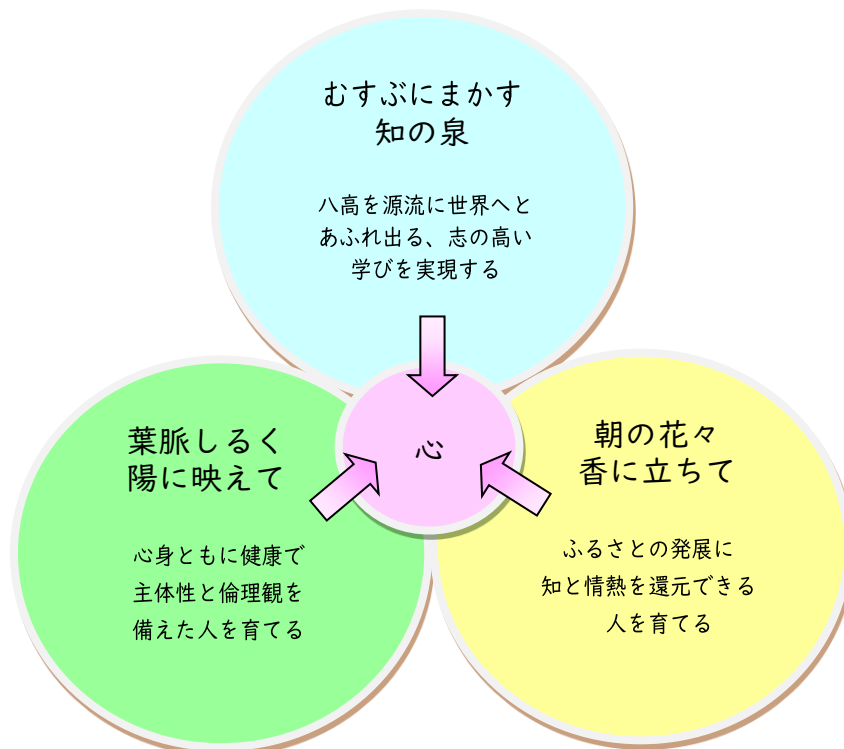 むすぶにまかす
知の泉
八高を源流に世界へと
あふれ出る、志の高い
学びを実現する
心
葉脈しるく
陽に映えて
心身ともに健康で
主体性と倫理観を
備えた人を育てる
朝の花々
香に立ちて
ふるさとの発展に
知と情熱を還元できる
人を育てる